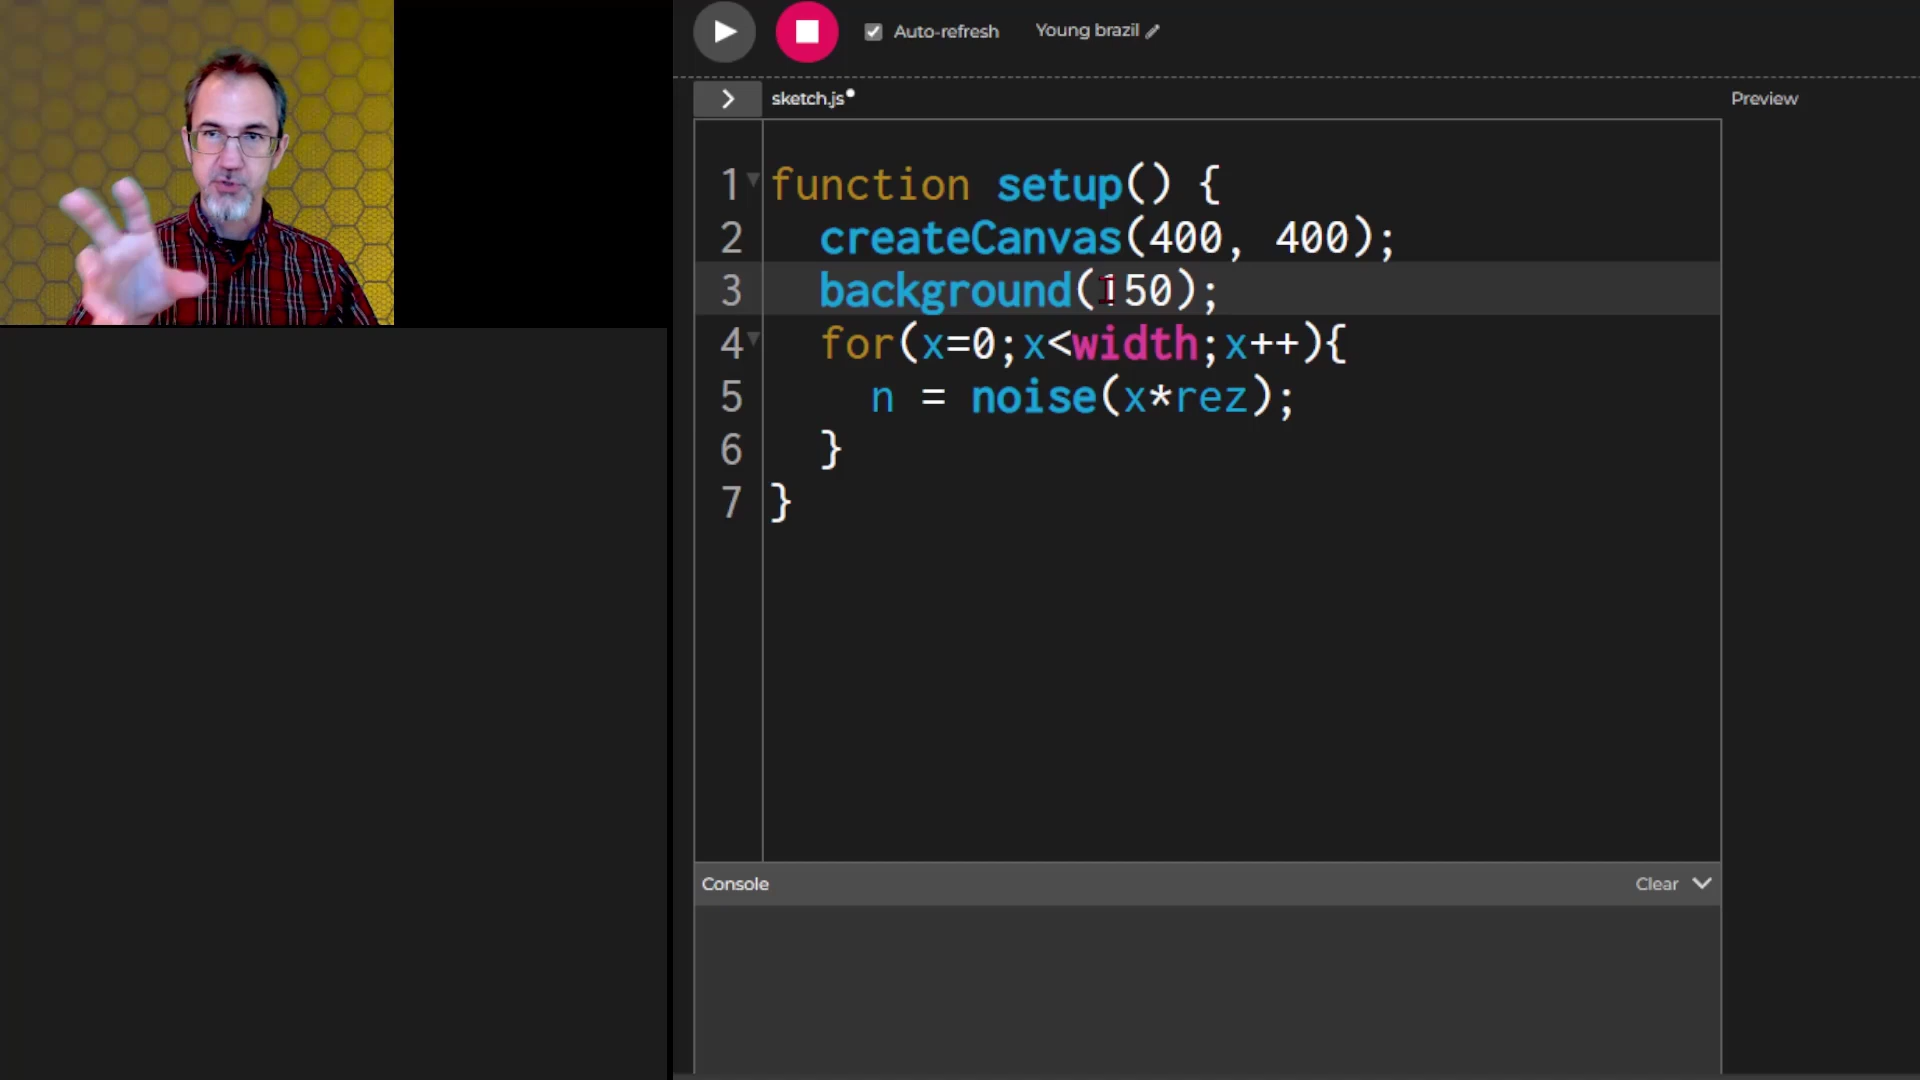 Auto-refresh Young brazil
sketch.js
Preview
1 function setup() {
2 createCanvas(400, 400);
3 background(150);
4 for(x=0;x<width;x++){
5 n = noise(x*rez);
6 }
7 }
Console Clear